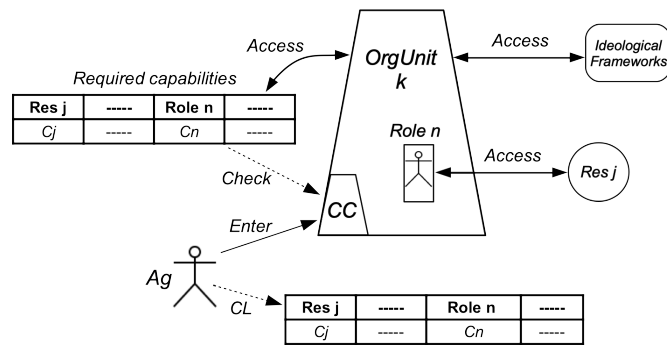 Access
OrgUnit
k
Access
Ideological
Frameworks
Required capabilities
Res j ----- Role n -----
Cj ----- Cn -----
Role n
Access
Res j
Check
CC
Enter
Ag
CL
Res j ----- Role n -----
Cj ----- Cn -----